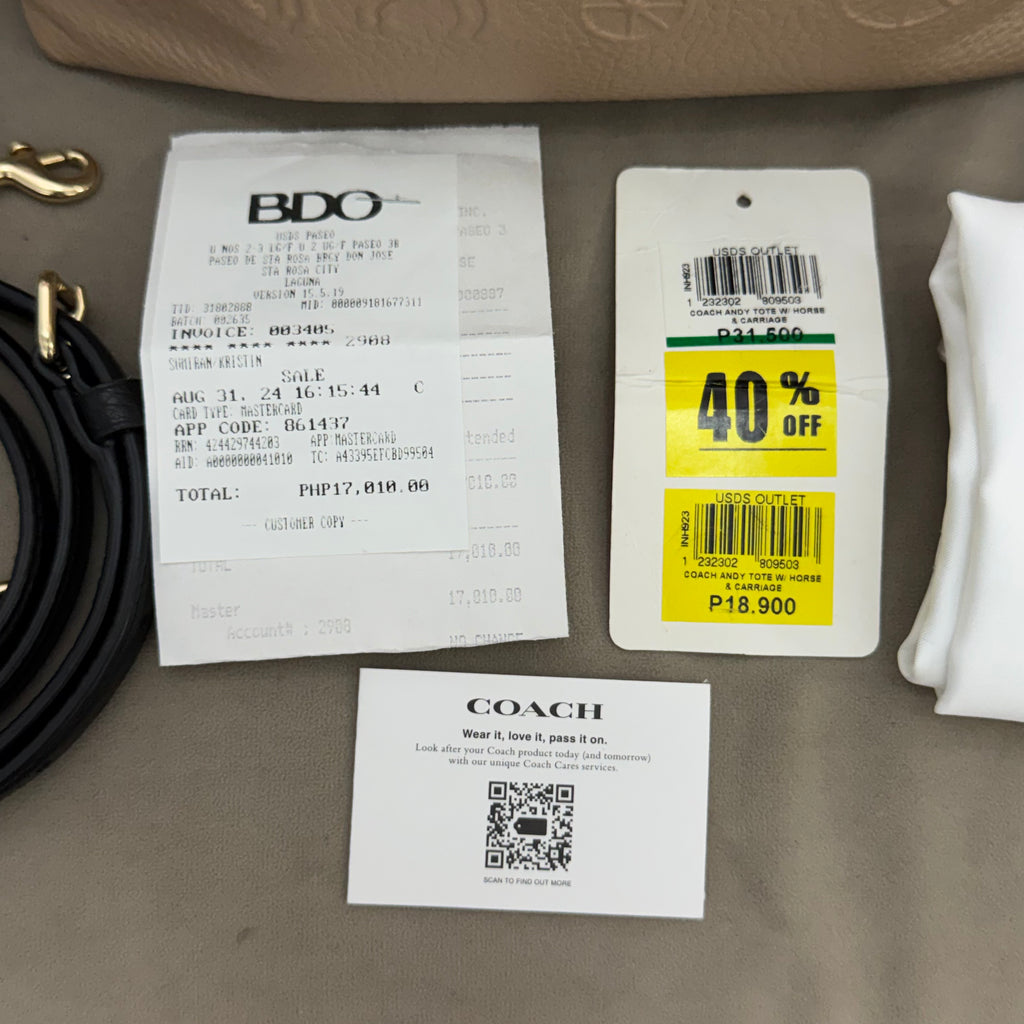 BDO
USDS PASEO
U NOS 2-3 LG/F U 2 UG/F PASEO 3B
PASEO DE STA ROSA BRGY DON JOSE
STA ROSA CITY
LAGUNA
VERSION 15.5.19
TID: 31802868 MID: 000009181677311
BATCH: 002635
INVOICE: 003405
**** **** **** 2908
SUMIRAN/KRISTIN
SALE
AUG 31, 24 16:15:44 C
CARD TYPE: MASTERCARD
APP CODE: 861437
RRN: 424429744203 APP:MASTERCARD
AID: A0000000041010 TC: A43395EFCBD99504
TOTAL: PHP17,010.00
--- CUSTOMER COPY ---
INC.
PASEO 3
SE
tended
010.00
TOTAL 17,010.00
Master 17,010.00
Account# : 2908
NO CHANGE
USDS OUTLET
INH923
1 232302 809503
COACH ANDY TOTE W/ HORSE
& CARRIAGE
P31.500
40% OFF
USDS OUTLET
INH923
1 232302 809503
COACH ANDY TOTE W/ HORSE
& CARRIAGE
P18.900
COACH
Wear it, love it, pass it on.
Look after your Coach product today (and tomorrow)
with our unique Coach Cares services.
SCAN TO FIND OUT MORE